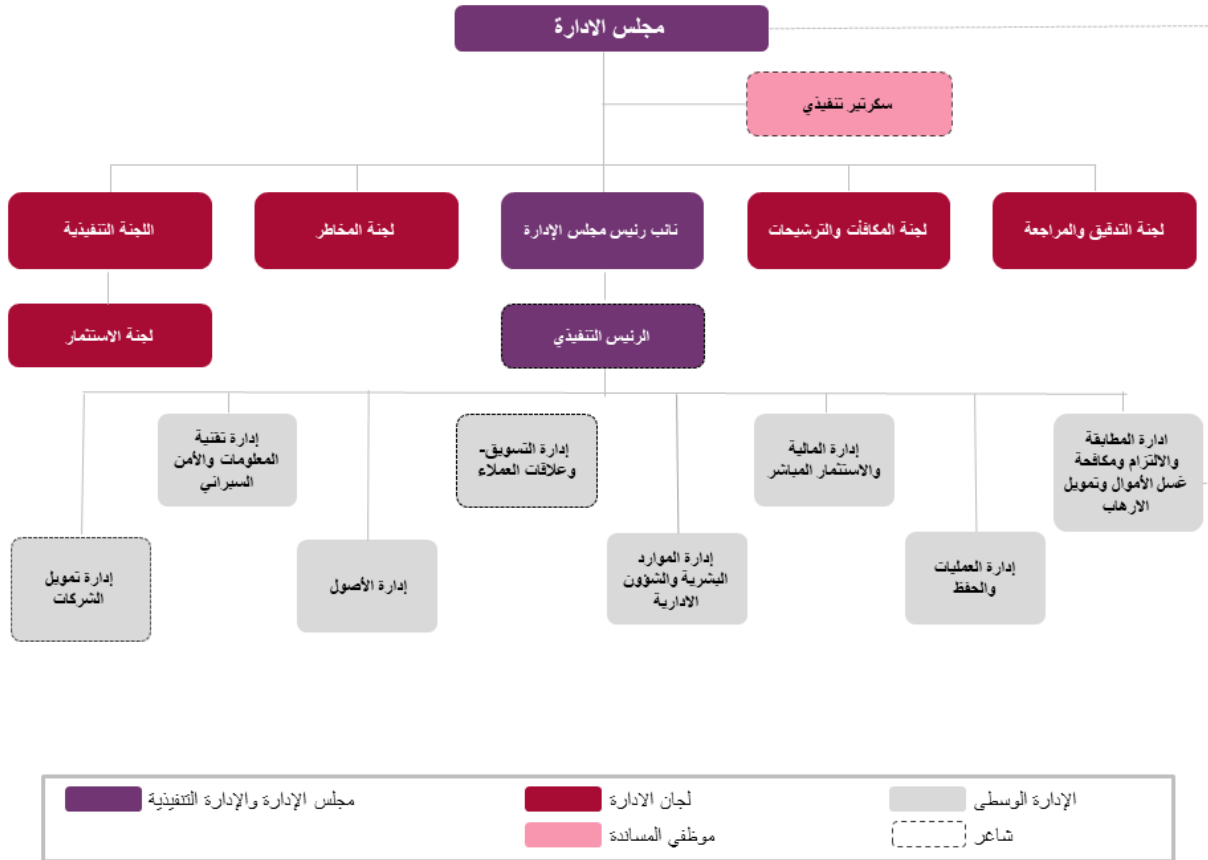 مجلس الادارة
سكرتير تنفيذي
لجنة التدقيق والمراجعة
لجنة المكافآت والترشيحات
نائب رئيس مجلس الإدارة
لجنة المخاطر
اللجنة التنفيذية
الرئيس التنفيذي
لجنة الاستثمار
ادارة المطابقة
والالتزام ومكافحة
غسل الأموال وتمويل
الارهاب
إدارة المالية
والاستثمار المباشر
إدارة التسويق-
وعلاقات العملاء
إدارة تقنية
المعلومات والأمن
السيراني
إدارة العمليات
والحفظ
إدارة الموارد
البشرية والشؤون
الادارية
إدارة الأصول
إدارة تمويل
الشركات
الإدارة الوسطى
لجان الادارة
مجلس الإدارة والإدارة التنفيذية
شاغر
موظفي المساندة